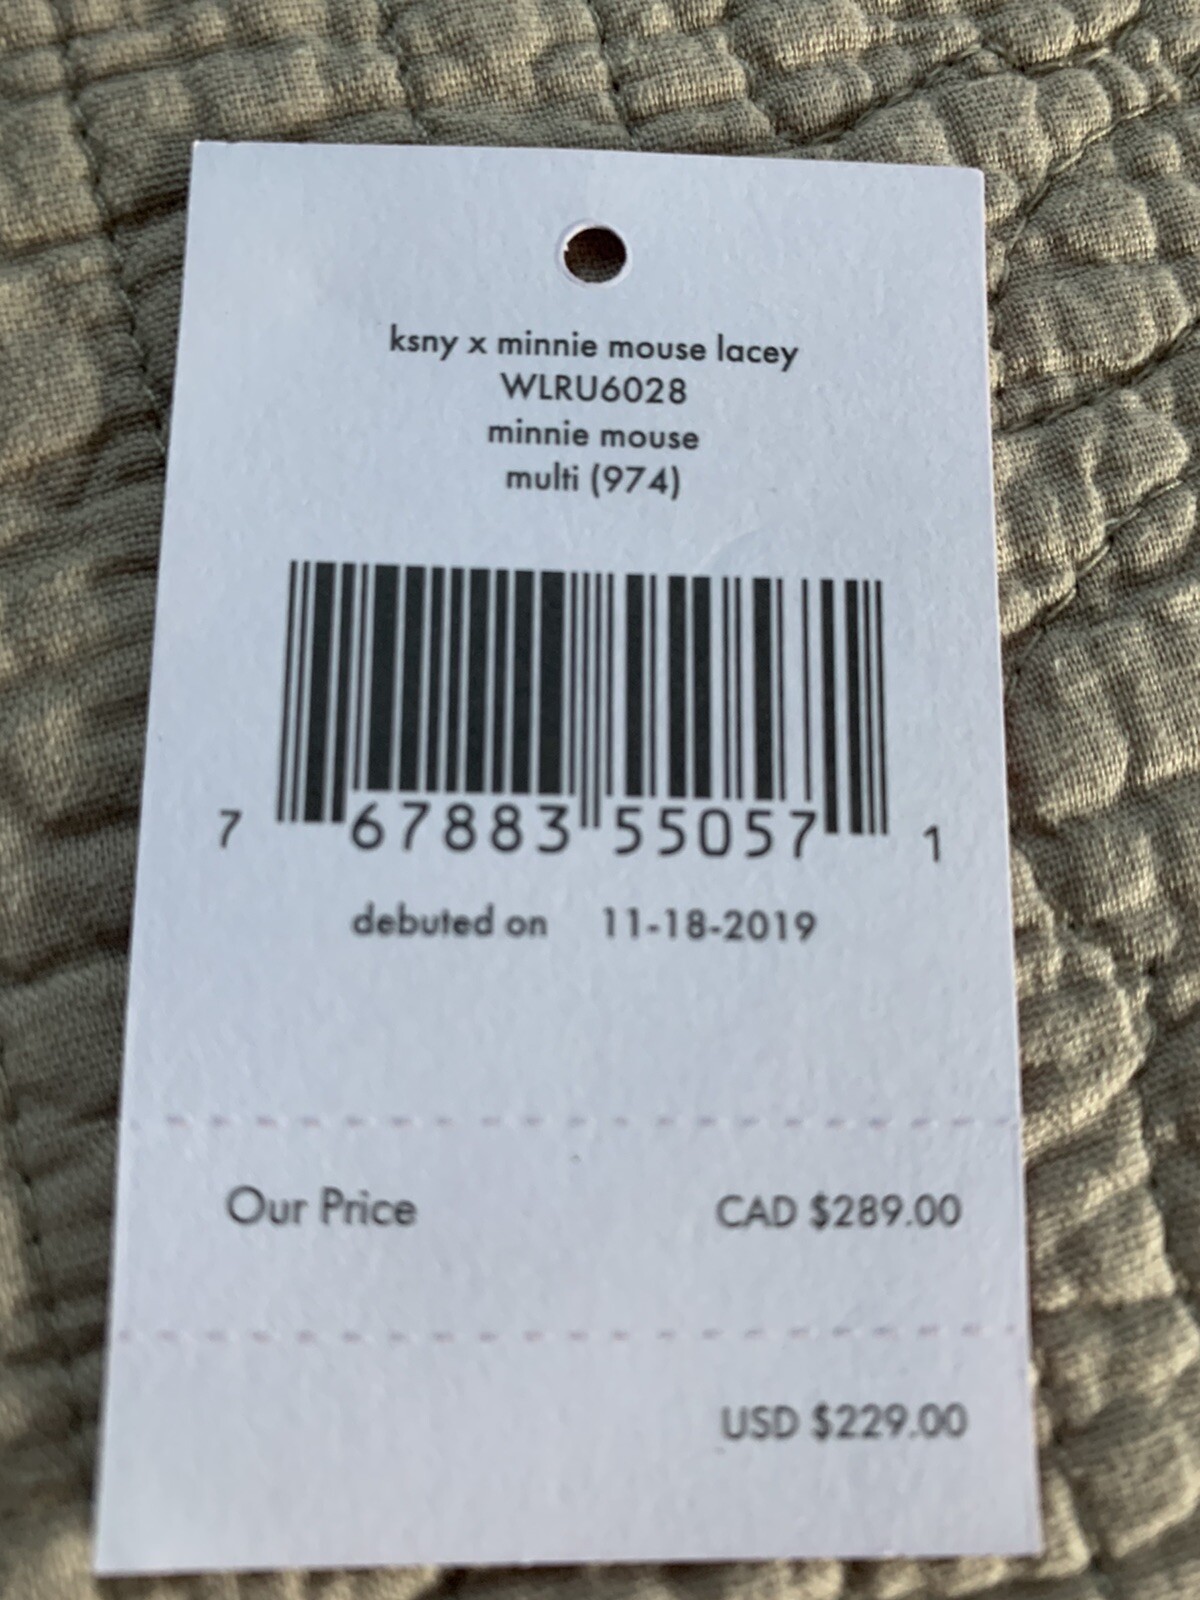 ksny x minnie mouse lacey
WLRU6028
minnie mouse
multi (974)
7 67883 55057 1
debuted on 11-18-2019
Our Price CAD $289.00
USD $229.00